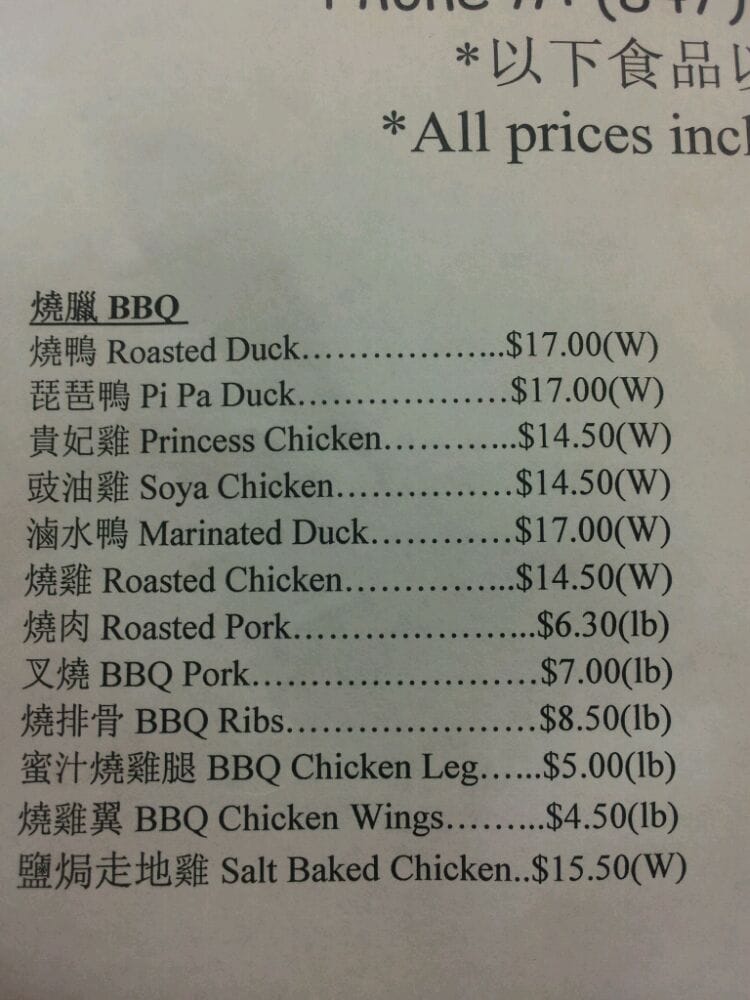 *以下食品
*All prices
燒臘 BBQ
燒鴨 Roasted Duck....................$17.00(W)
琵琶鴨 Pi Pa Duck...................$17.00(W)
貴妃雞 Princess Chicken............$14.50(W)
豉油雞 Soya Chicken................$14.50(W)
滷水鴨 Marinated Duck.............$17.00(W)
燒雞 Roasted Chicken................$14.50(W)
燒肉 Roasted Pork......................$6.30(lb)
叉燒 BBQ Pork..........................$7.00(lb)
燒排骨 BBQ Ribs.......................$8.50(lb)
蜜汁燒雞腿 BBQ Chicken Leg......$5.00(lb)
燒雞翼 BBQ Chicken Wings.........$4.50(lb)
鹽焗走地雞 Salt Baked Chicken..$15.50(W)